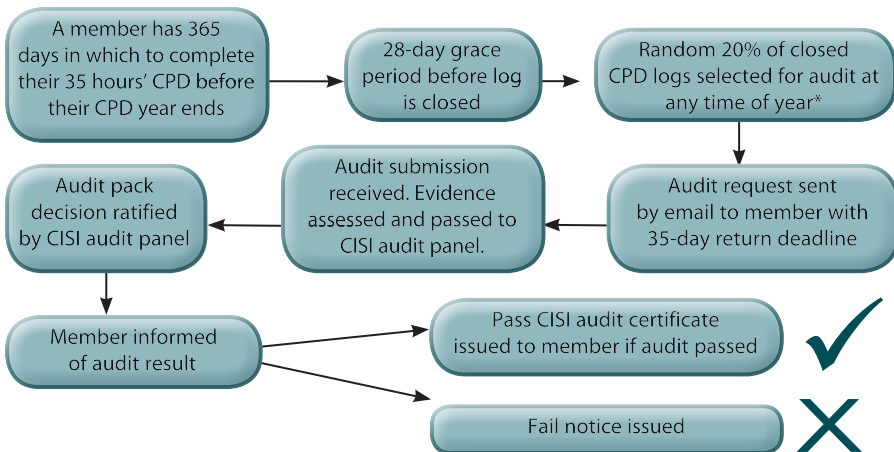 A member has 365
days in which to complete
their 35 hours’ CPD before
their CPD year ends
28-day grace
period before log
is closed
Random 20% of closed
CPD logs selected for audit at
any time of year*
Audit request sent
by email to member with
35-day return deadline
Audit submission
received. Evidence
assessed and passed to
CISI audit panel.
Audit pack
decision ratified
by CISI audit panel
Member informed
of audit result
Pass CISI audit certificate
issued to member if audit passed
Fail notice issued